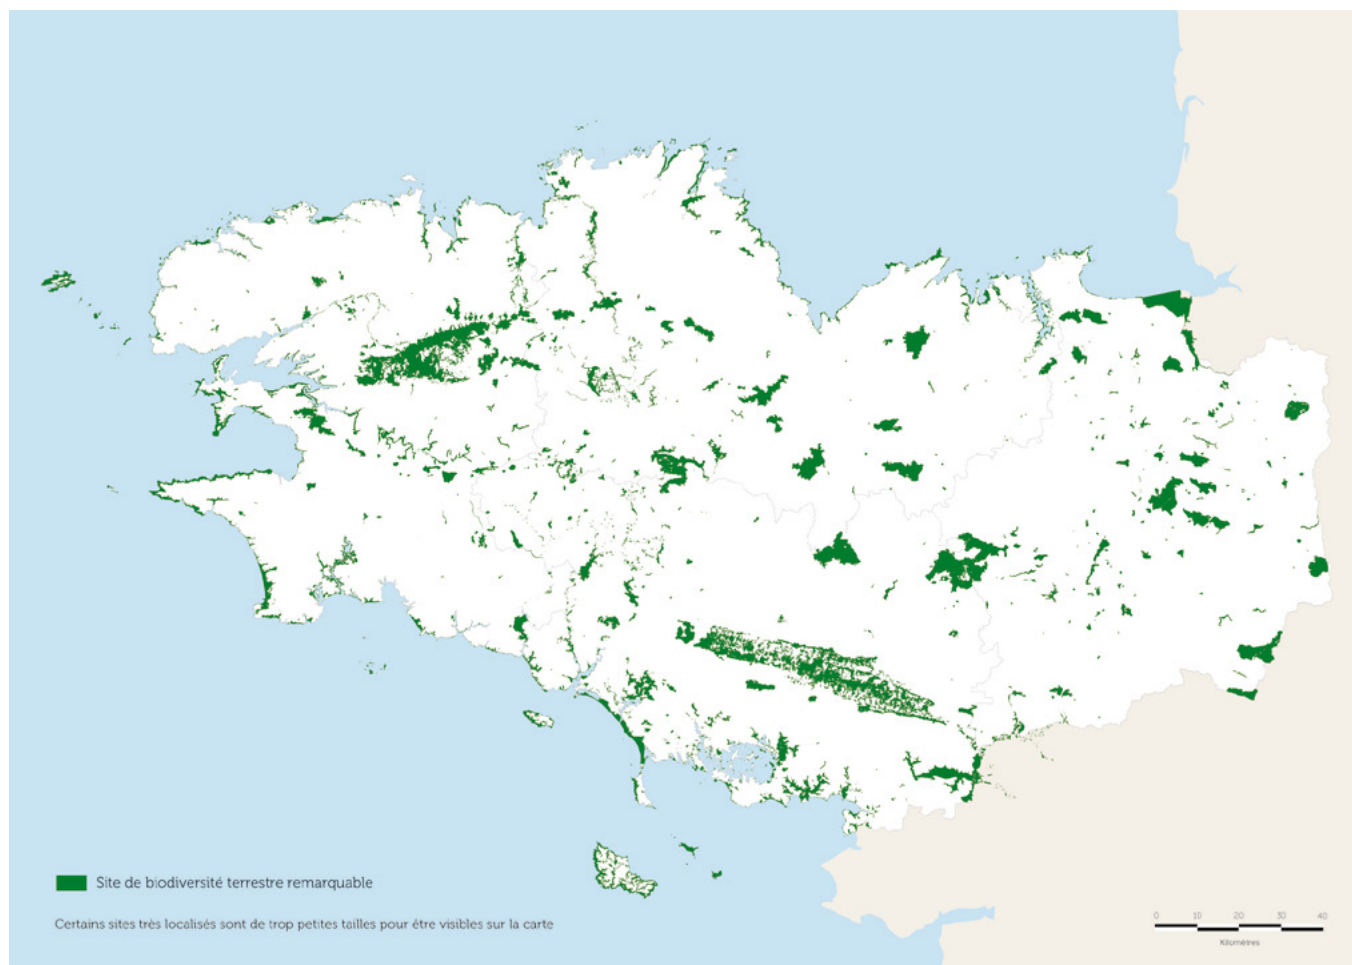 Site de biodiversité terrestre remarquable
Certains sites très localisés sont de trop petites tailles pour être visibles sur la carte
0 10 20 30 40
Kilomètres